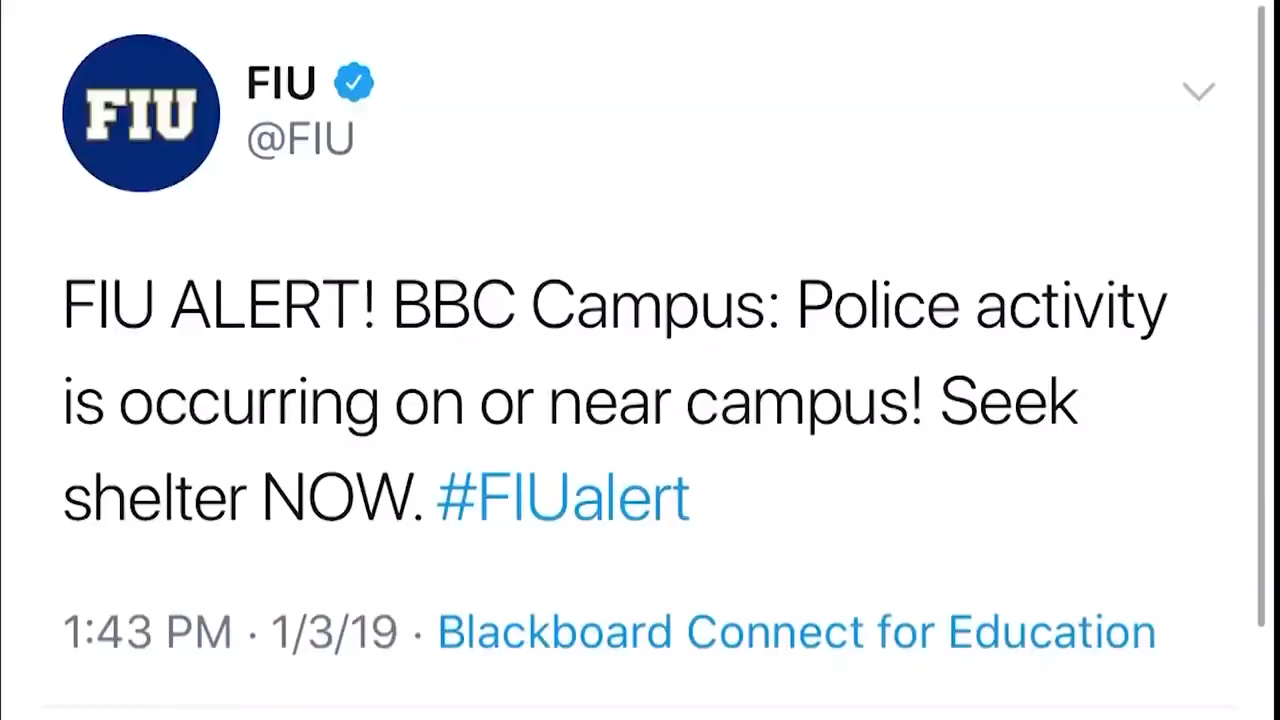 FIU
FIU
@FIU
FIU ALERT! BBC Campus: Police activity
is occurring on or near campus! Seek
shelter NOW. #FIUalert
1:43 PM · 1/3/19 · Blackboard Connect for Education